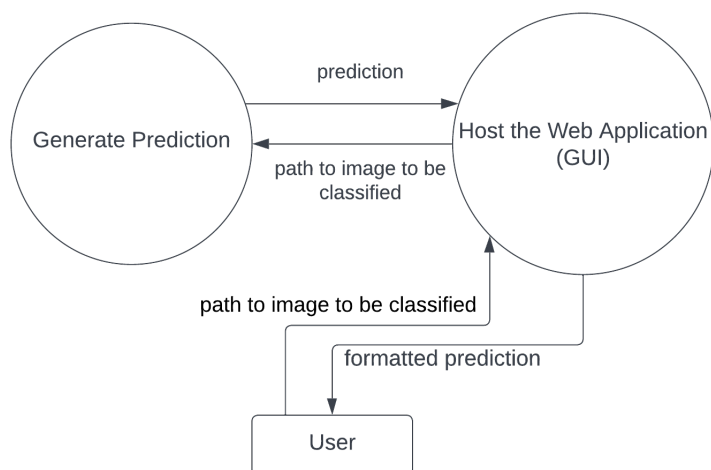 prediction
Generate Prediction
Host the Web Application
(GUI)
path to image to be
classified
path to image to be classified
formatted prediction
User